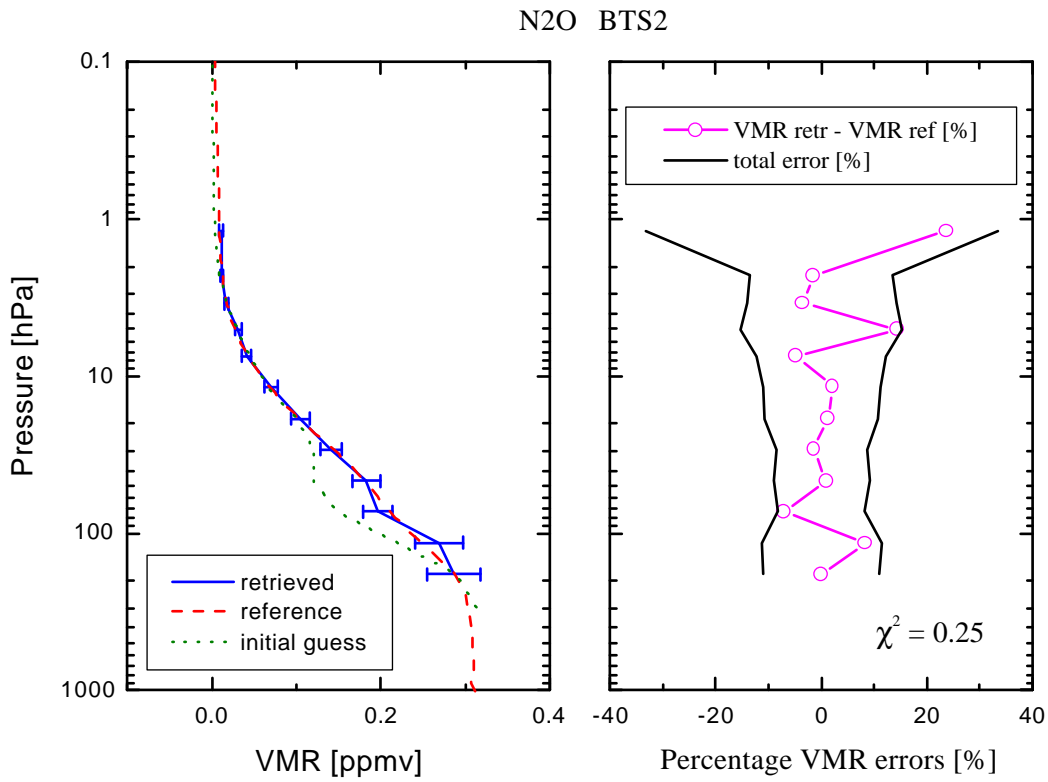 N2O BTS2
0.1
1
10
100
1000
Pressure [hPa]
retrieved
reference
initial guess
0.0
0.2
0.4
VMR [ppmv]
VMR retr - VMR ref [%]
total error [%]
χ² = 0.25
-40
-20
0
20
40
Percentage VMR errors [%]